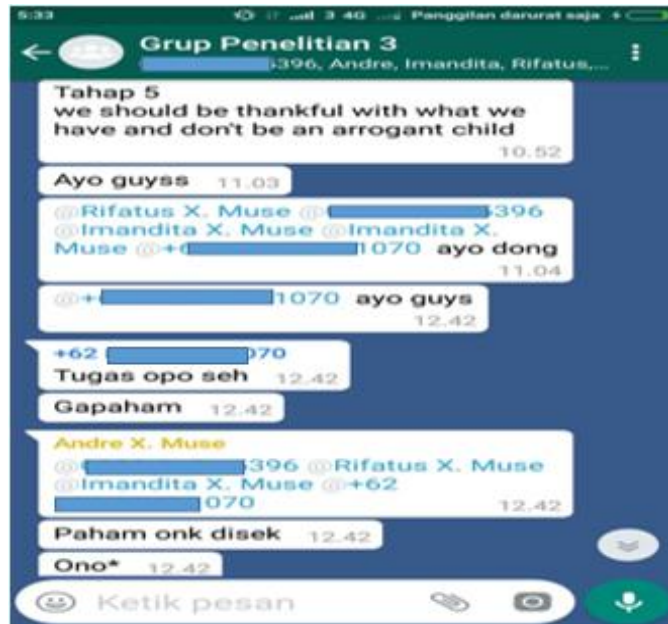 5:33 3 4G Panggilan darurat saja
Grup Penelitian 3
396, Andre, Imandita, Rifatus,...
Tahap 5
we should be thankful with what we
have and don't be an arrogant child
10.52
Ayo guyss 11.03
@Rifatus X. Muse @ 396
@Imandita X. Muse @Imandita X.
Muse @+6 1070 ayo dong
11.04
@+ 1070 ayo guys
12.42
+62 070
Tugas opo seh 12.42
Gapaham 12.42
Andre X. Muse
@ 396 @Rifatus X. Muse
@Imandita X. Muse @+62
070 12.42
Paham onk disek 12.42
Ono* 12.42
Ketik pesan